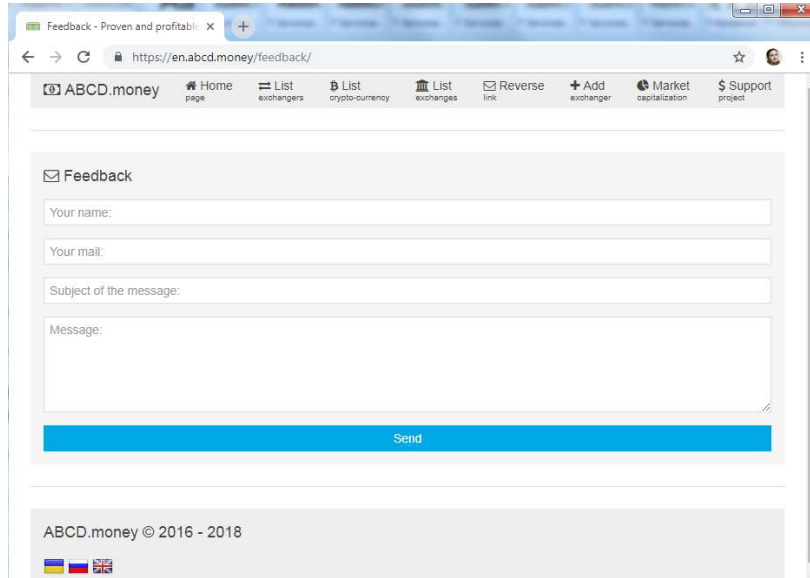 Feedback - Proven and profitable
https://en.abcd.money/feedback/
ABCD.money
Home
page
List
exchangers
List
crypto-currency
List
exchanges
Reverse
link
Add
exchanger
Market
capitalization
$ Support
project
Feedback
Your name:
Your mail:
Subject of the message:
Message:
Send
ABCD.money © 2016 - 2018